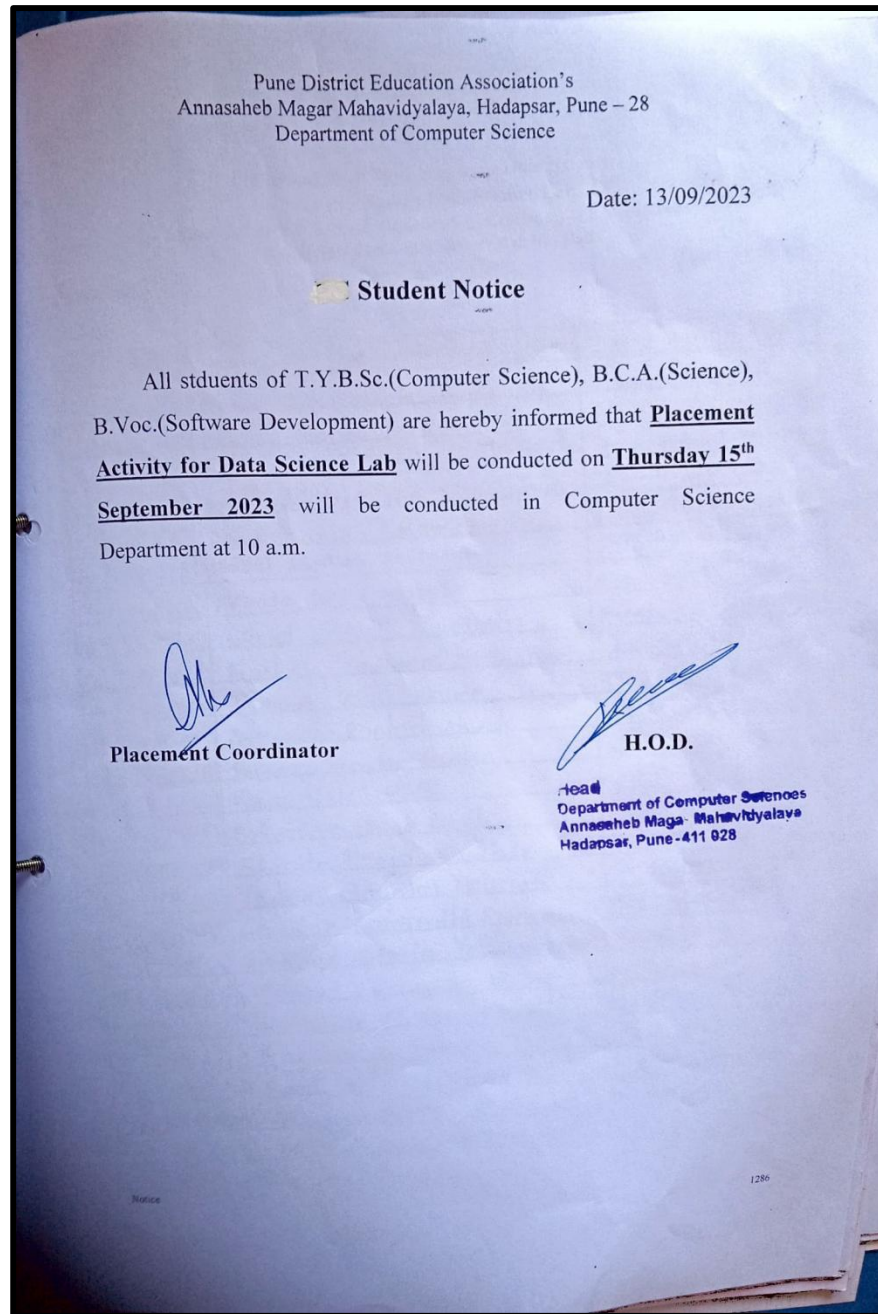 Pune District Education Association's
Annasaheb Magar Mahavidyalaya, Hadapsar, Pune – 28
Department of Computer Science
Date: 13/09/2023
Student Notice
All stduents of T.Y.B.Sc.(Computer Science), B.C.A.(Science),
B.Voc.(Software Development) are hereby informed that Placement
Activity for Data Science Lab will be conducted on Thursday 15th
September 2023 will be conducted in Computer Science
Department at 10 a.m.
Placement Coordinator
H.O.D.
Head
Department of Computer Sciences
Annasaheb Maga- Mahavidyalaya
Hadapsar, Pune-411 028
1286
Notice